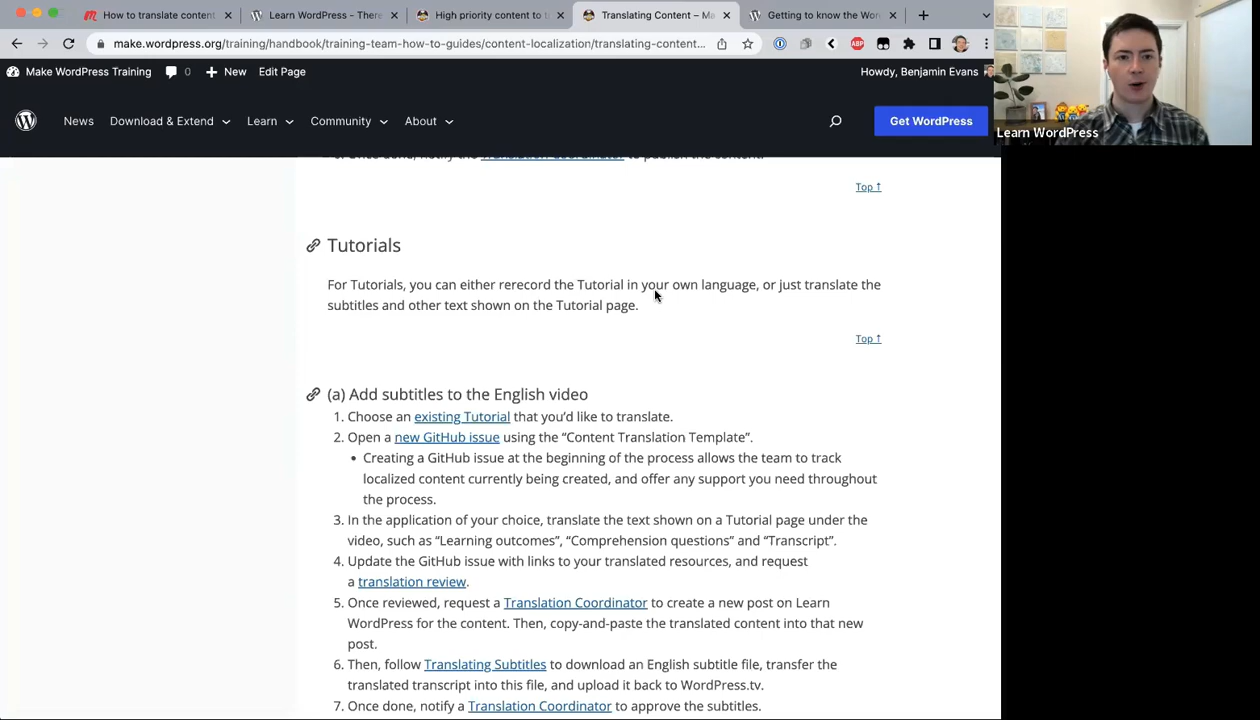 How to translate content
Learn WordPress – There
High priority content to t
Translating Content – Ma
Getting to know the Wor
make.wordpress.org/training/handbook/training-team-how-to-guides/content-localization/translating-content...
ABP
Make WordPress Training
0
New
Edit Page
Howdy, Benjamin Evans
News
Download & Extend
Learn
Community
About
Get WordPress
Learn WordPress
6. Once done, notify the Translation Coordinator to publish the content.
Top ↑
Tutorials
For Tutorials, you can either rerecord the Tutorial in your own language, or just translate the
subtitles and other text shown on the Tutorial page.
Top ↑
(a) Add subtitles to the English video
1. Choose an existing Tutorial that you'd like to translate.
2. Open a new GitHub issue using the "Content Translation Template".
• Creating a GitHub issue at the beginning of the process allows the team to track
localized content currently being created, and offer any support you need throughout
the process.
3. In the application of your choice, translate the text shown on a Tutorial page under the
video, such as "Learning outcomes", "Comprehension questions" and "Transcript".
4. Update the GitHub issue with links to your translated resources, and request
a translation review.
5. Once reviewed, request a Translation Coordinator to create a new post on Learn
WordPress for the content. Then, copy-and-paste the translated content into that new
post.
6. Then, follow Translating Subtitles to download an English subtitle file, transfer the
translated transcript into this file, and upload it back to WordPress.tv.
7. Once done, notify a Translation Coordinator to approve the subtitles.